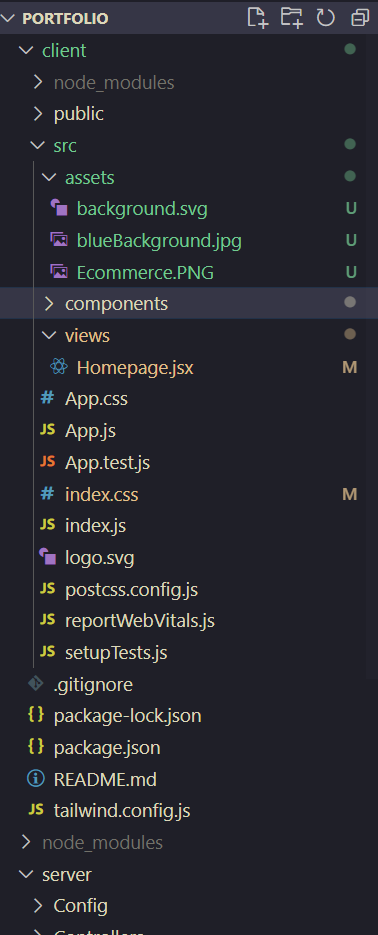 PORTFOLIO
client
node_modules
public
src
assets
background.svg U
blueBackground.jpg U
Ecommerce.PNG U
components
views
Homepage.jsx M
# App.css
JS App.js
JS App.test.js
# index.css M
JS index.js
logo.svg
JS postcss.config.js
JS reportWebVitals.js
JS setupTests.js
.gitignore
{} package-lock.json
{} package.json
README.md
JS tailwind.config.js
node_modules
server
Config
Controllers